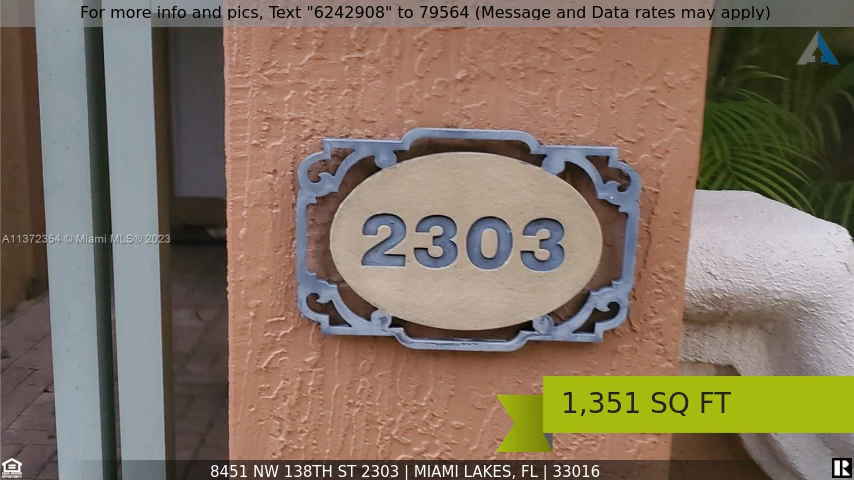 For more info and pics, Text "6242908" to 79564 (Message and Data rates may apply)
2303
A11372354 © Miami MLS® 2023
1,351 SQ FT
8451 NW 138TH ST 2303 | MIAMI LAKES, FL | 33016